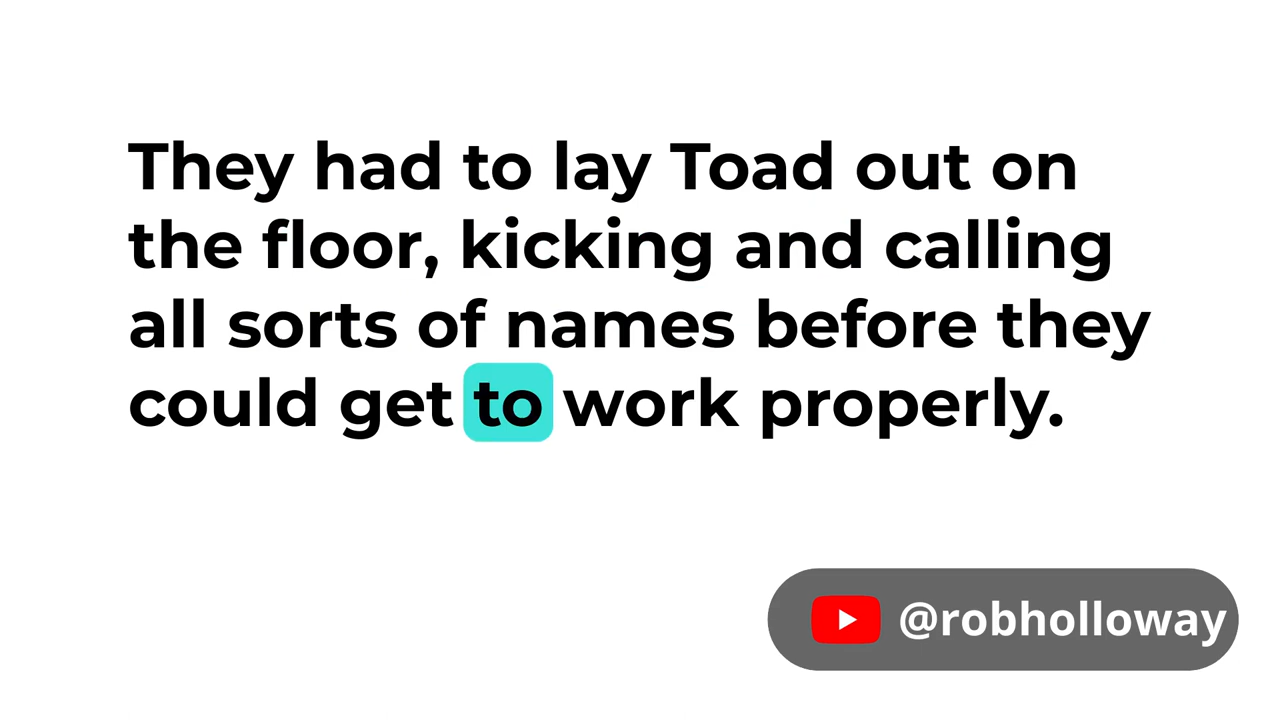 They had to lay Toad out on
the floor, kicking and calling
all sorts of names before they
could get to work properly.
@robholloway